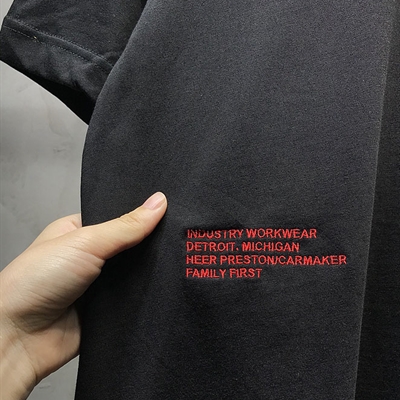 INDUSTRY WORKWEAR
DETROIT. MICHIGAN
HEER PRESTON/CARMAKER
FAMILY FIRST